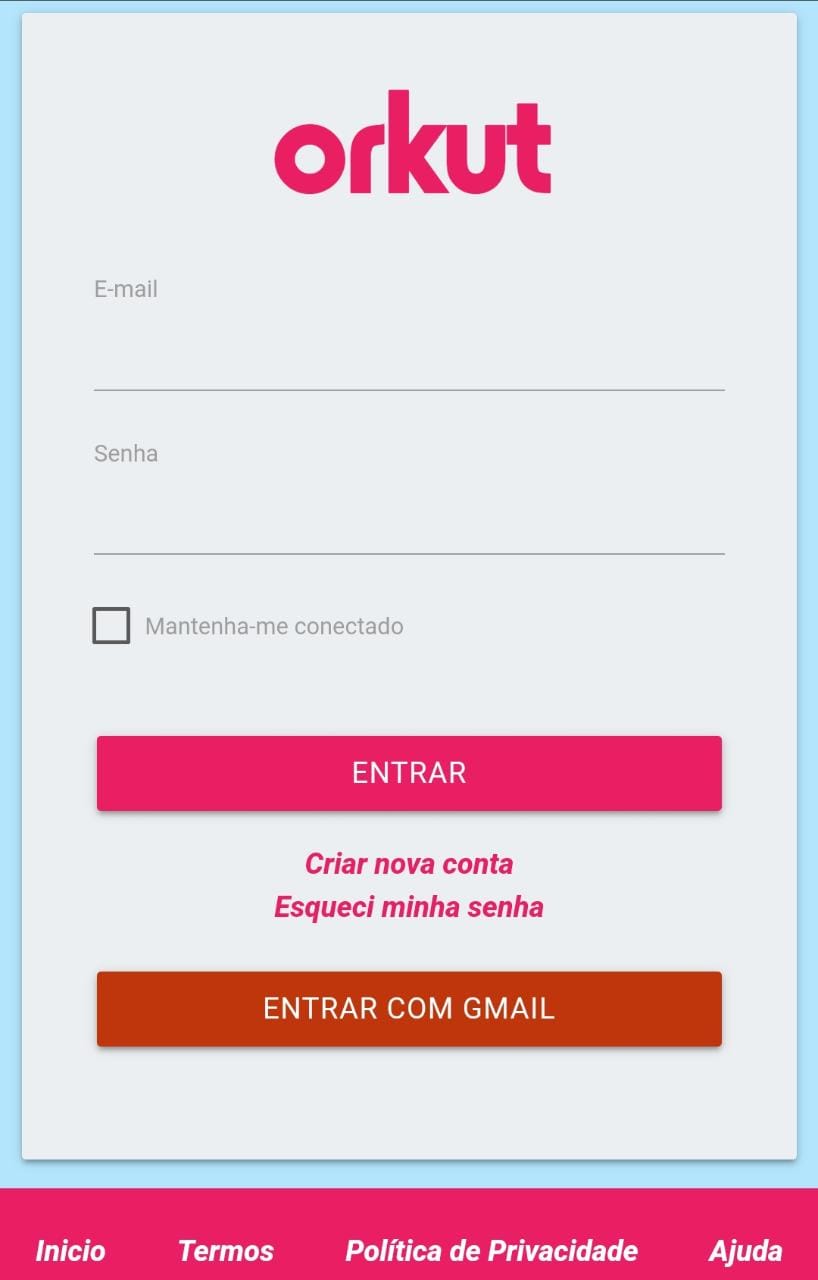 orkut
E-mail
Senha
Mantenha-me conectado
ENTRAR
Criar nova conta
Esqueci minha senha
ENTRAR COM GMAIL
Inicio Termos Política de Privacidade Ajuda